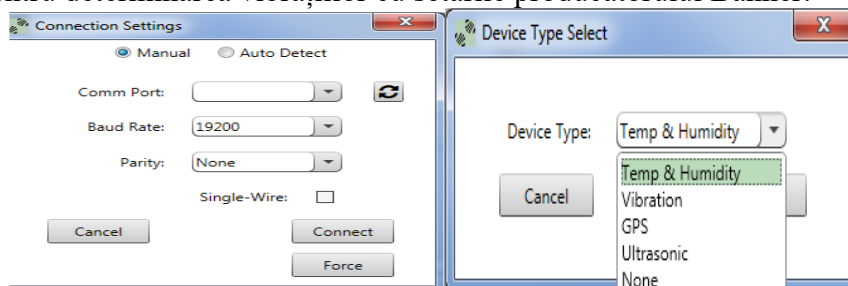 Connection Settings
Manual Auto Detect
Comm Port:
Baud Rate: 19200
Parity: None
Single-Wire:
Cancel Connect
Force
Device Type Select
Device Type: Temp & Humidity
Temp & Humidity
Cancel
Vibration
GPS
Ultrasonic
None